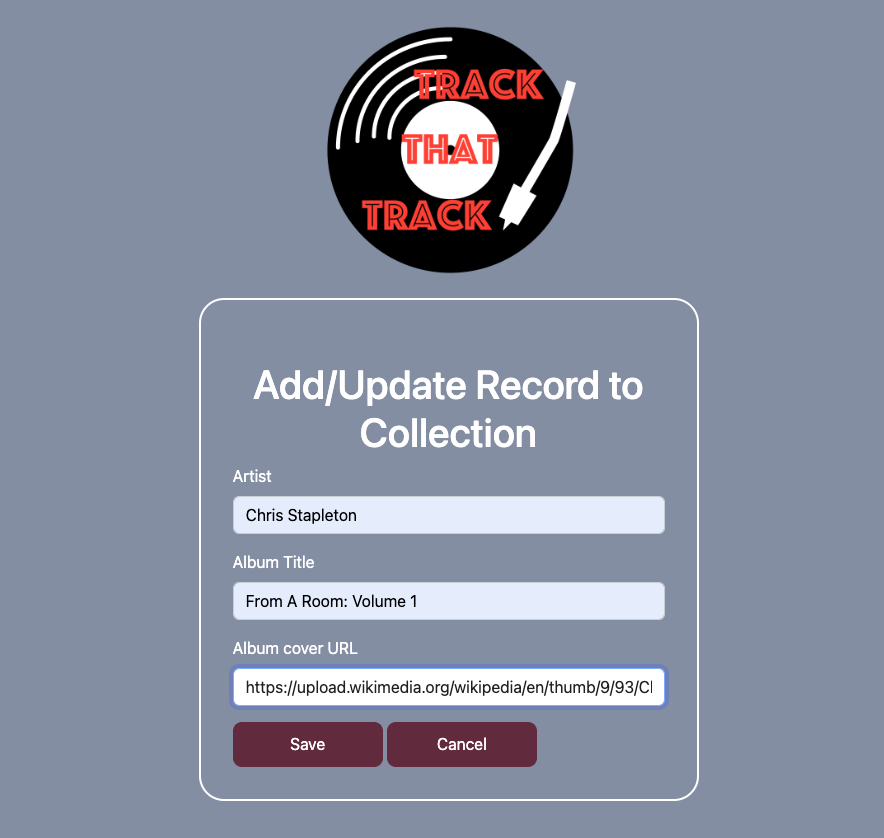 TRACK
THAT
TRACK
Add/Update Record to
Collection
Artist
Chris Stapleton
Album Title
From A Room: Volume 1
Album cover URL
https://upload.wikimedia.org/wikipedia/en/thumb/9/93/Cl
Save Cancel